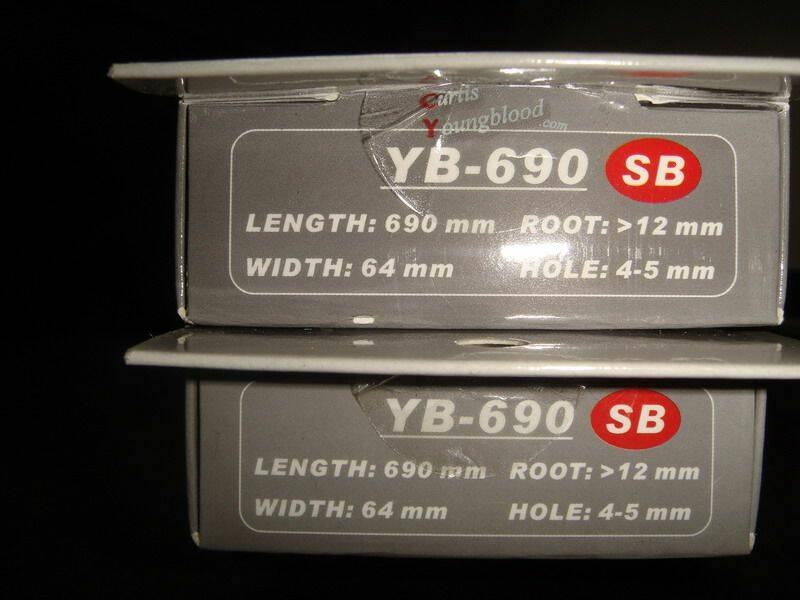 Curtis
Youngblood.com
YB-690 SB
LENGTH: 690 mm ROOT: >12 mm
WIDTH: 64 mm HOLE: 4-5 mm
YB-690 SB
LENGTH: 690 mm ROOT: >12 mm
WIDTH: 64 mm HOLE: 4-5 mm